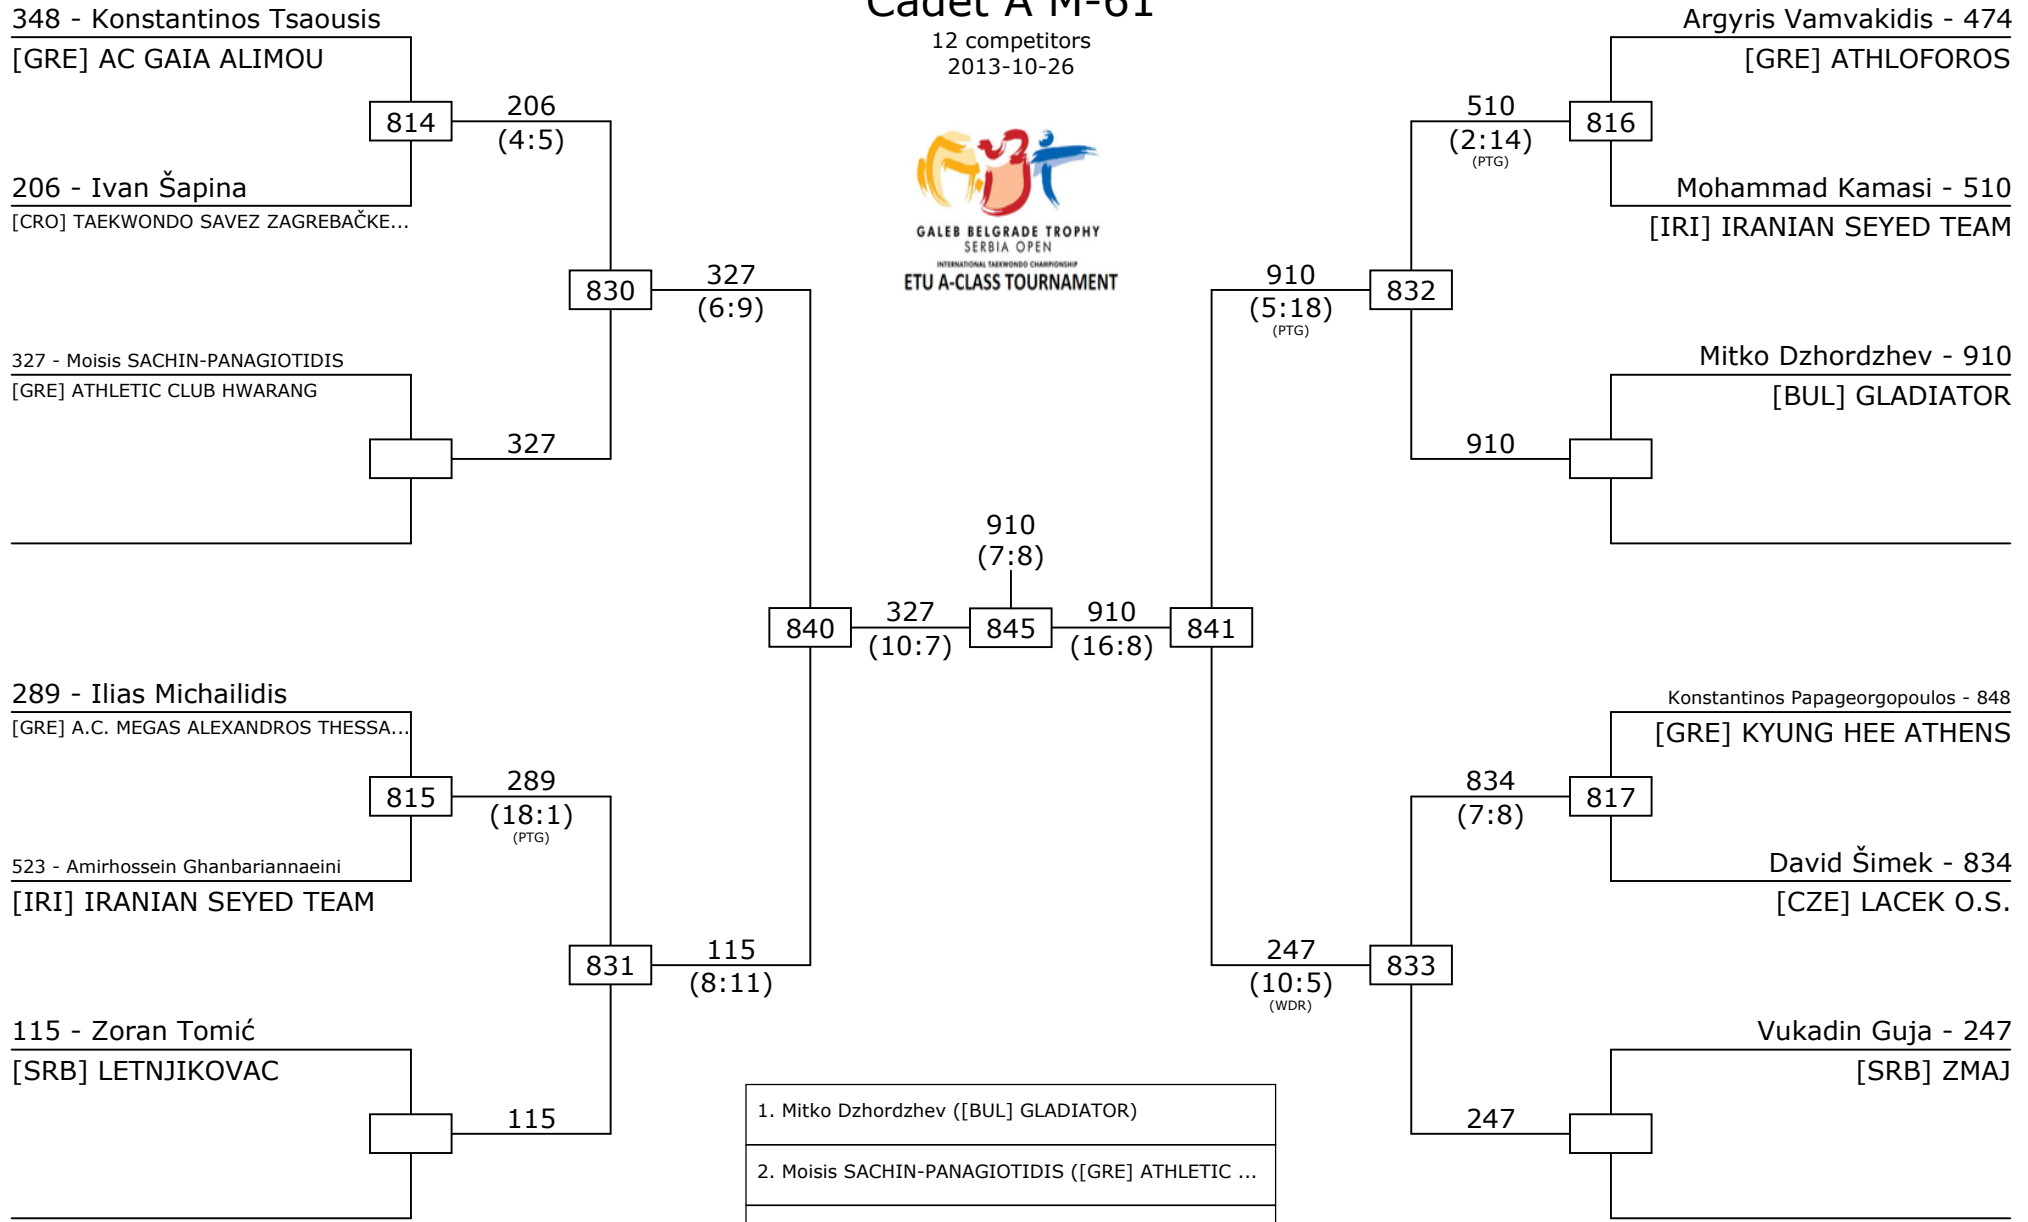 Cadet A M-61
12 competitors
2013-10-26
GALEB BELGRADE TROPHY
SERBIA OPEN
INTERNATIONAL TAEKWONDO CHAMPIONSHIP
ETU A-CLASS TOURNAMENT
348 - Konstantinos Tsaousis
[GRE] AC GAIA ALIMOU
814
206
(4:5)
206 - Ivan Šapina
[CRO] TAEKWONDO SAVEZ ZAGREBAČKE...
830
327
(6:9)
327 - Moisis SACHIN-PANAGIOTIDIS
[GRE] ATHLETIC CLUB HWARANG
327
289 - Ilias Michailidis
[GRE] A.C. MEGAS ALEXANDROS THESSA...
815
289
(18:1)
(PTG)
523 - Amirhossein Ghanbariannaeini
[IRI] IRANIAN SEYED TEAM
831
115
(8:11)
115 - Zoran Tomić
[SRB] LETNJIKOVAC
115
840
327
(10:7)
910
(7:8)
845
910
(16:8)
841
Argyris Vamvakidis - 474
[GRE] ATHLOFOROS
510
(2:14)
(PTG)
816
Mohammad Kamasi - 510
[IRI] IRANIAN SEYED TEAM
910
(5:18)
(PTG)
832
Mitko Dzhordzhev - 910
[BUL] GLADIATOR
910
Konstantinos Papageorgopoulos - 848
[GRE] KYUNG HEE ATHENS
834
(7:8)
817
David Šimek - 834
[CZE] LACEK O.S.
247
(10:5)
(WDR)
833
Vukadin Guja - 247
[SRB] ZMAJ
247
1. Mitko Dzhordzhev ([BUL] GLADIATOR)
2. Moisis SACHIN-PANAGIOTIDIS ([GRE] ATHLETIC ...